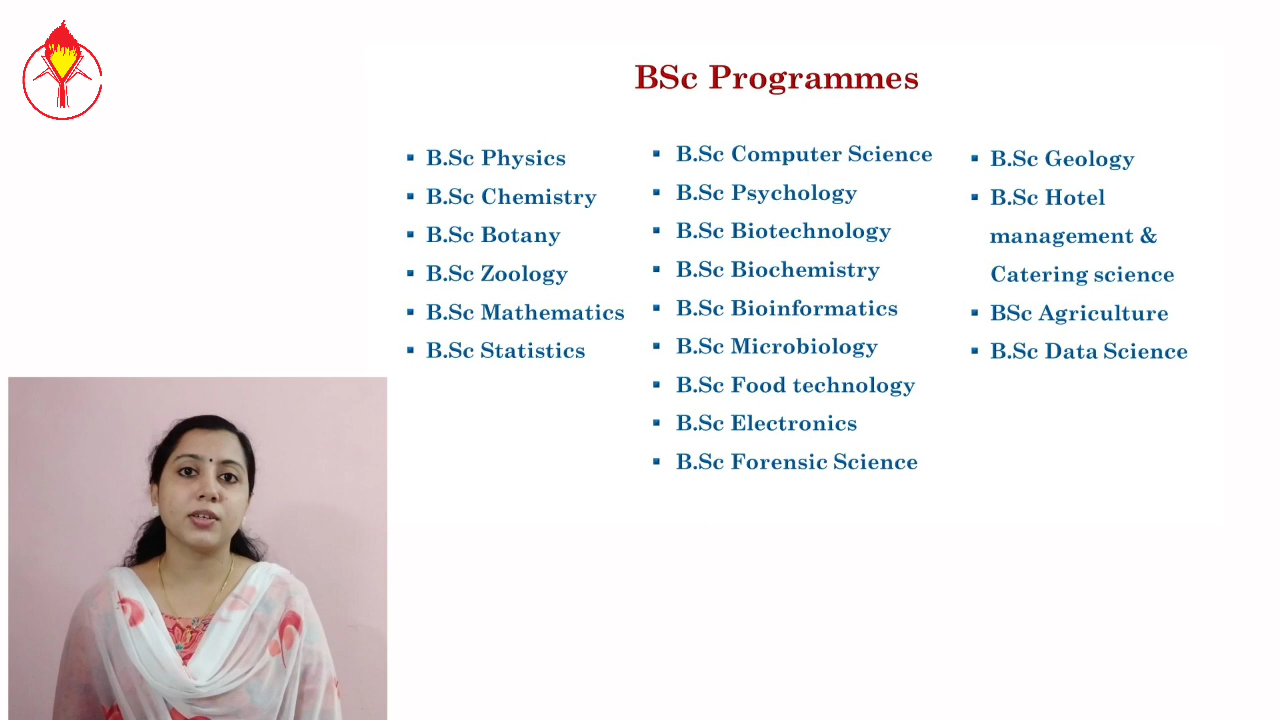 BSc Programmes
B.Sc Physics
B.Sc Chemistry
B.Sc Botany
B.Sc Zoology
B.Sc Mathematics
B.Sc Statistics
B.Sc Computer Science
B.Sc Psychology
B.Sc Biotechnology
B.Sc Biochemistry
B.Sc Bioinformatics
B.Sc Microbiology
B.Sc Food technology
B.Sc Electronics
B.Sc Forensic Science
B.Sc Geology
B.Sc Hotel
management &
Catering science
BSc Agriculture
B.Sc Data Science